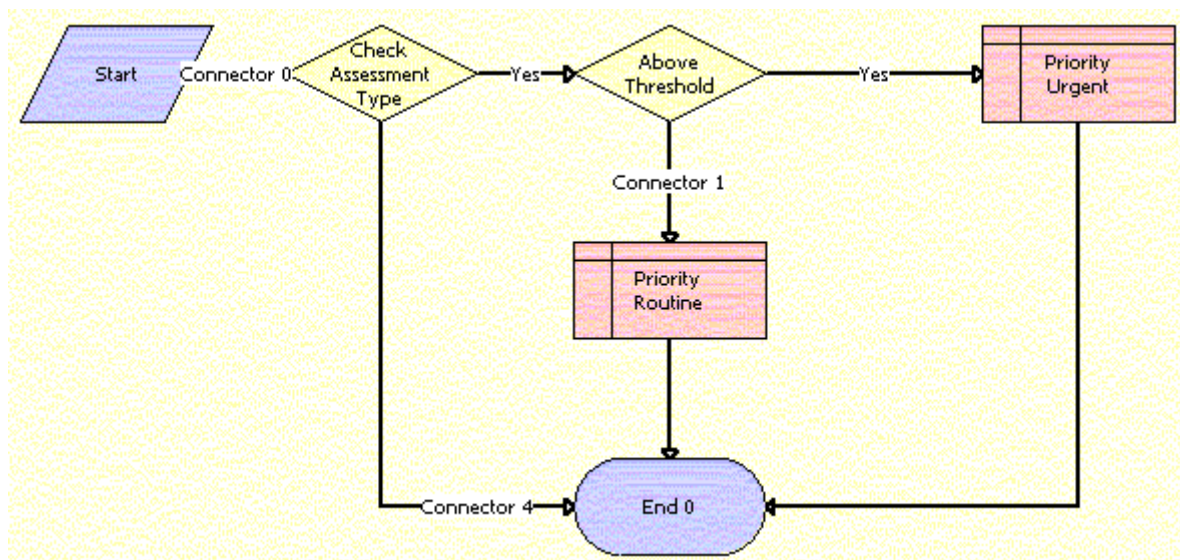 Start
Connector 0
Check
Assessment
Type
Yes
Above
Threshold
Yes
Priority
Urgent
Connector 1
Priority
Routine
Connector 4
End 0